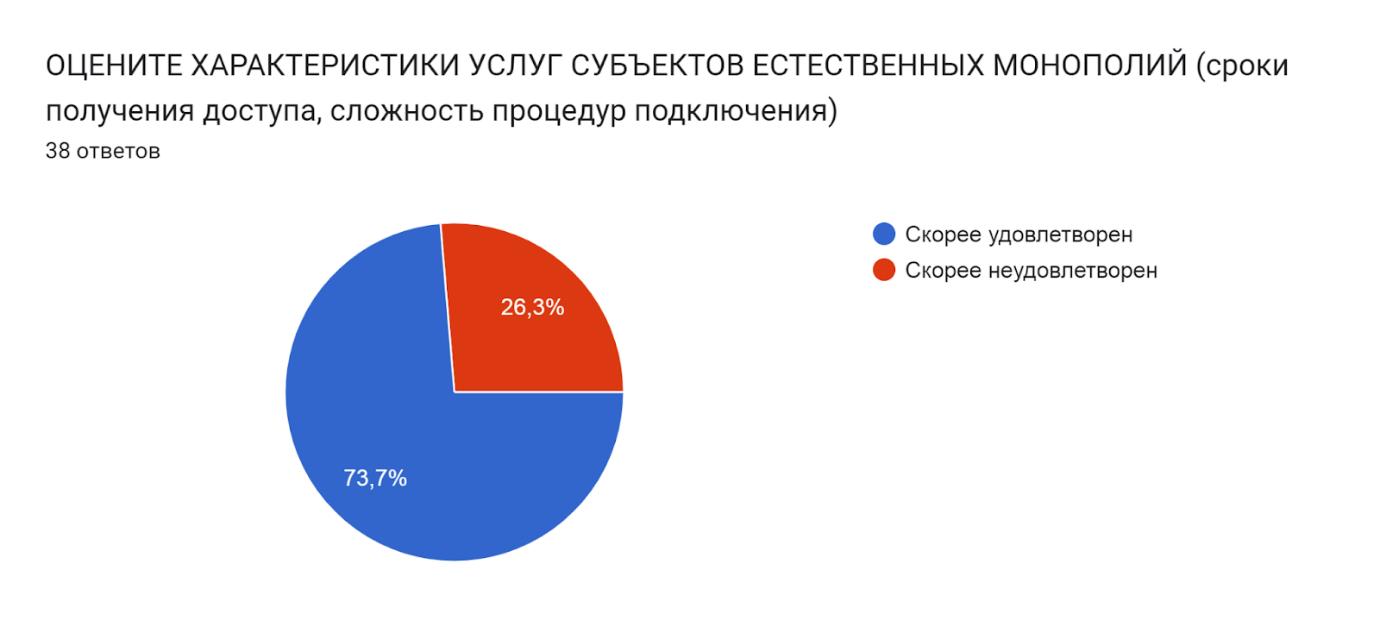 ОЦЕНИТЕ ХАРАКТЕРИСТИКИ УСЛУГ СУБЪЕКТОВ ЕСТЕСТВЕННЫХ МОНОПОЛИЙ (сроки
получения доступа, сложность процедур подключения)
38 ответов
Скорее удовлетворен
Скорее неудовлетворен
26,3%
73,7%